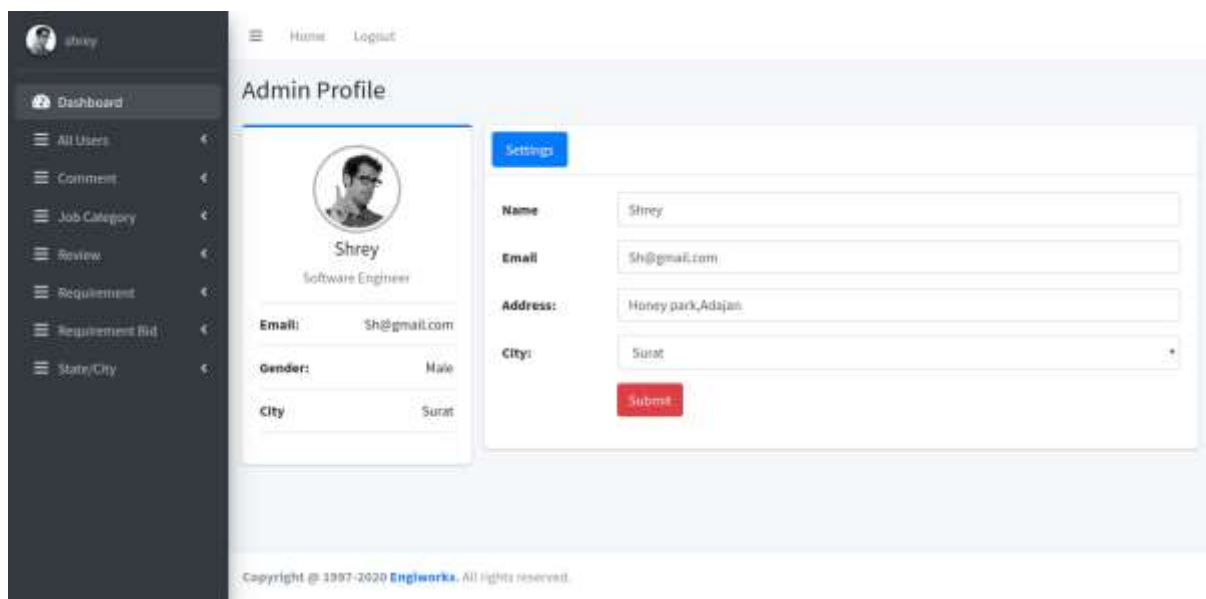 shrey
Home Logout
Dashboard
All Users
Comment
Job Category
Review
Requirement
Requirement Bid
State/City
Admin Profile
Shrey
Software Engineer
Email: Sh@gmail.com
Gender: Male
City Surat
Settings
Name Shrey
Email Sh@gmail.com
Address: Honey park,Adajan
City: Surat
Submit
Copyright @ 1997-2020 Engiworks. All rights reserved.